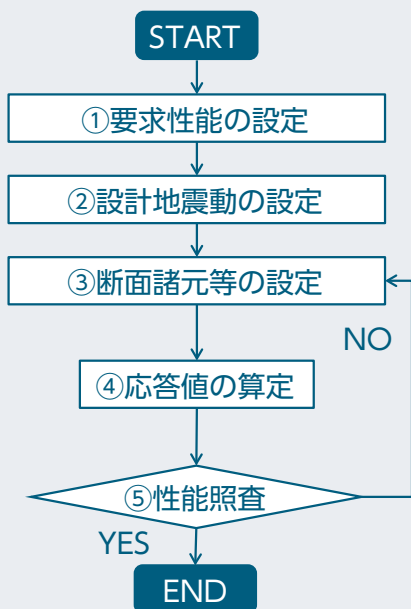 START
①要求性能の設定
②設計地震動の設定
③断面諸元等の設定
NO
④応答値の算定
⑤性能照査
YES
END